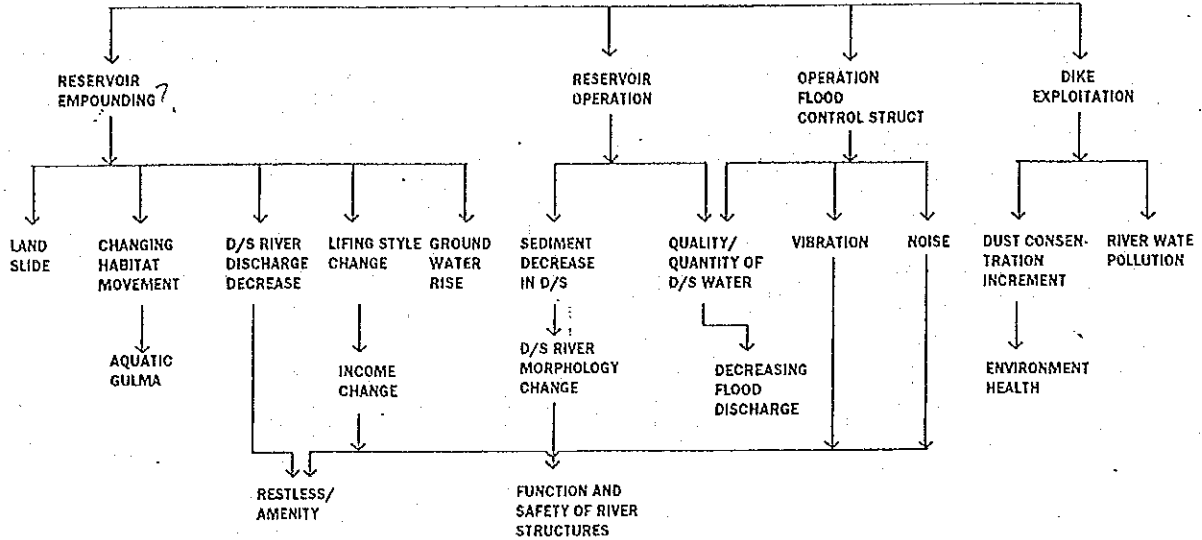 RESERVOIR
EMPOUNDING?
RESERVOIR
OPERATION
OPERATION
FLOOD
CONTROL STRUCT
DIKE
EXPLOITATION
LAND
SLIDE
CHANGING
HABITAT
MOVEMENT
D/S RIVER
DISCHARGE
DECREASE
LIFING STYLE
CHANGE
GROUND
WATER
RISE
SEDIMENT
DECREASE
IN D/S
QUALITY/
QUANTITY OF
D/S WATER
VIBRATION
NOISE
DUST CONSEN-
TRATION
INCREMENT
RIVER WATE
POLLUTION
AQUATIC
GULMA
INCOME
CHANGE
D/S RIVER
MORPHOLOGY
CHANGE
DECREASING
FLOOD
DISCHARGE
ENVIRONMENT
HEALTH
RESTLESS/
AMENITY
FUNCTION AND
SAFETY OF RIVER
STRUCTURES